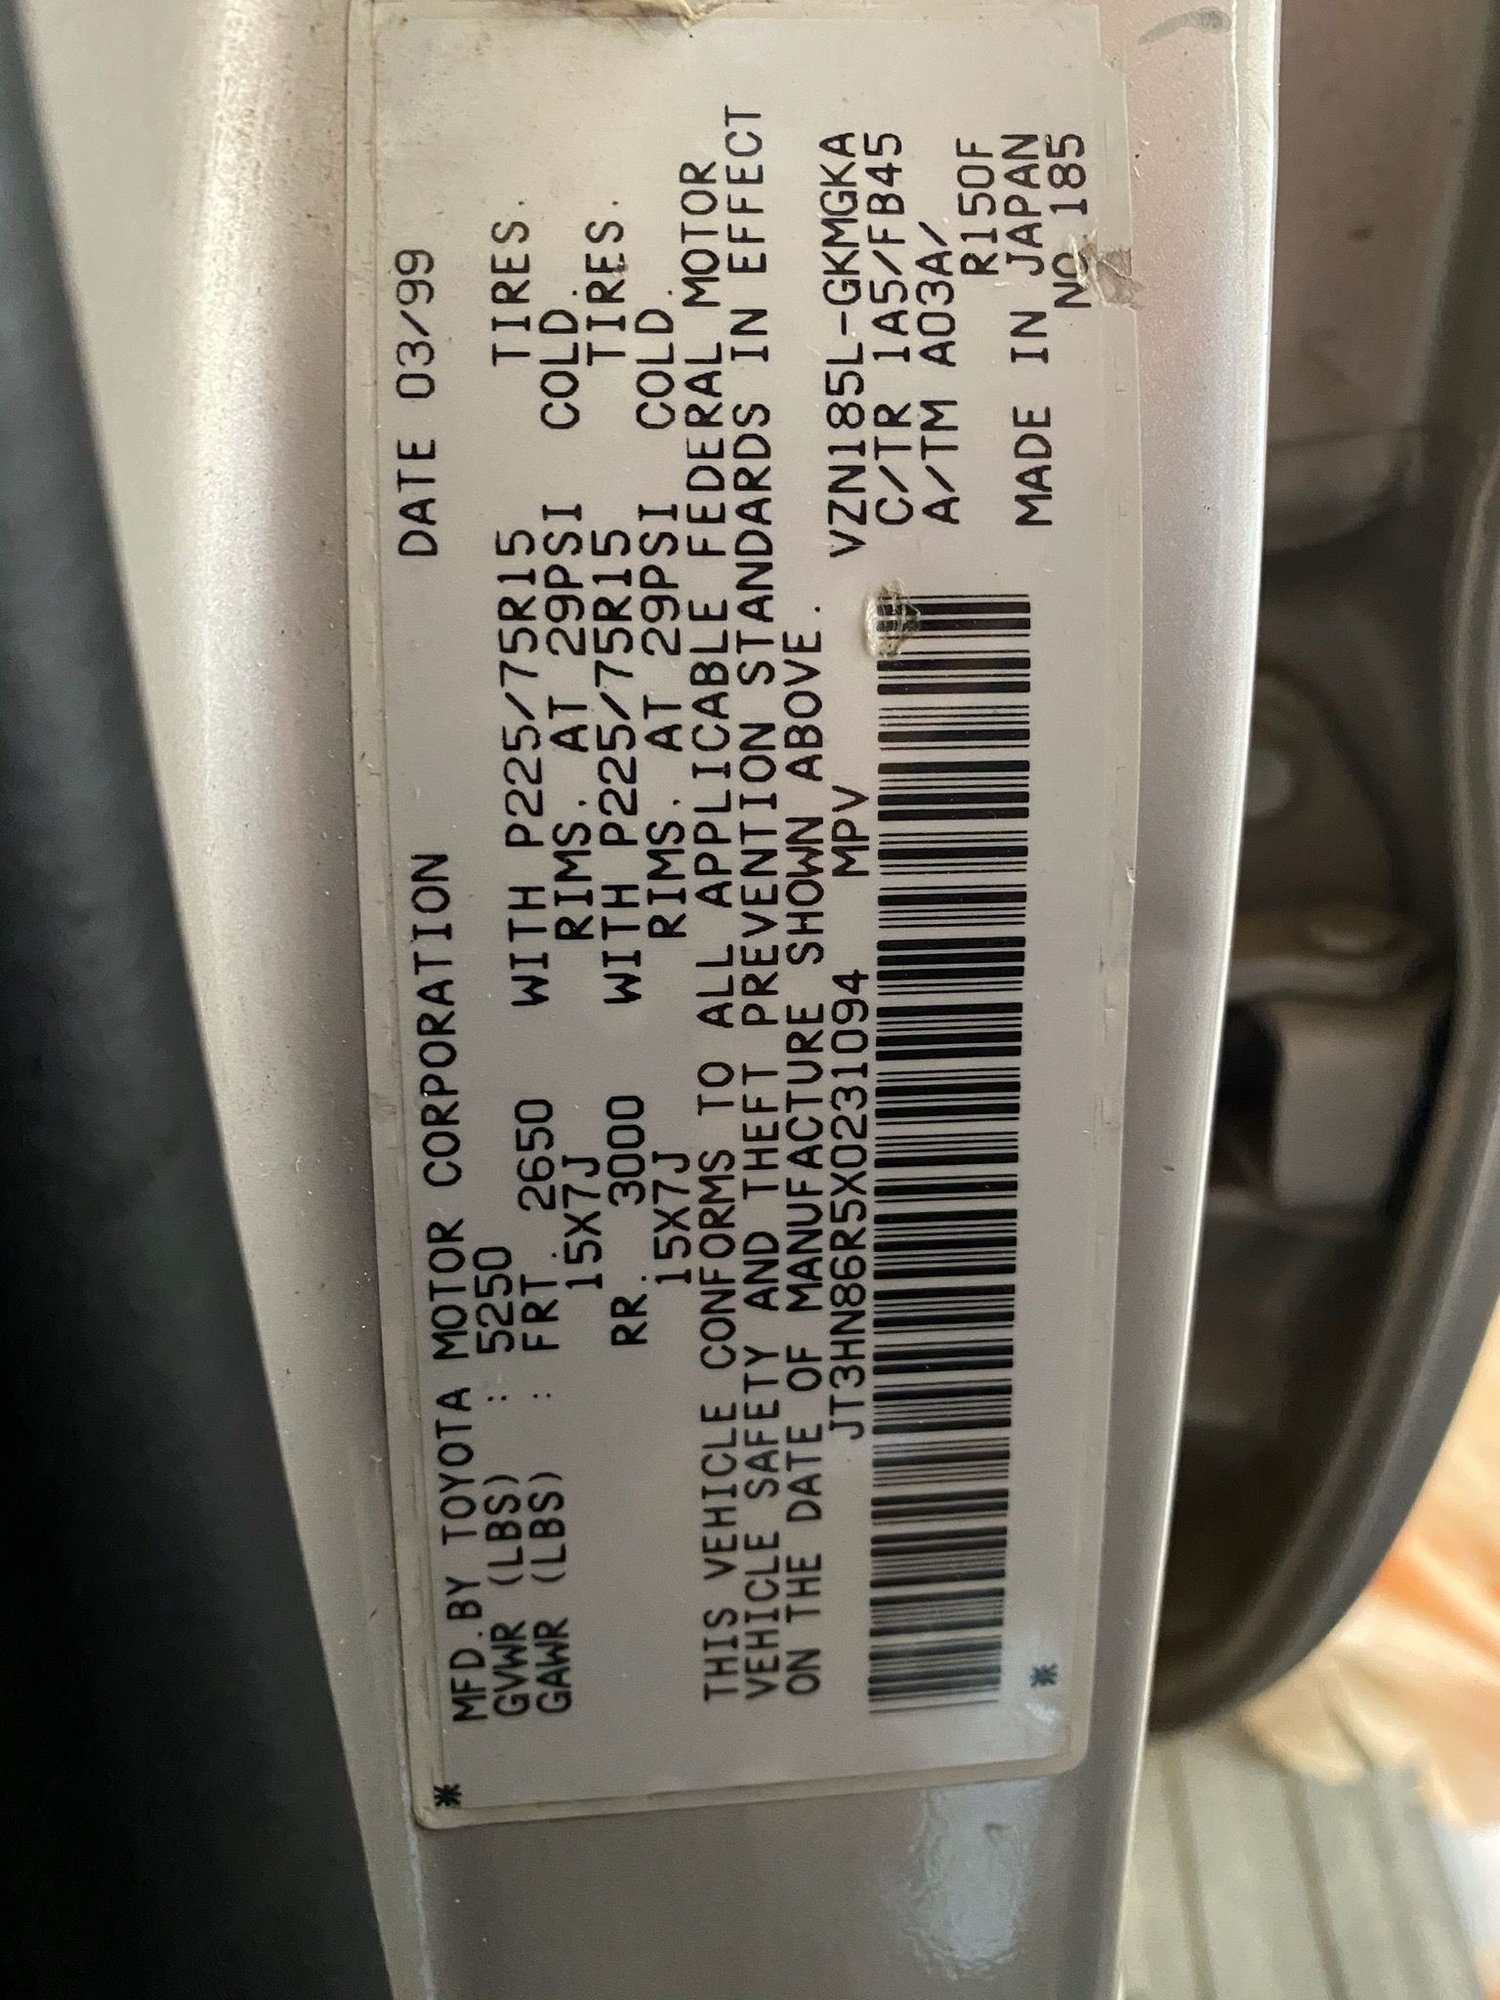 MFD.BY TOYOTA MOTOR CORPORATION DATE 03/99
GVWR (LBS) : 5250
GAWR (LBS) : FRT. 2650 WITH P225/75R15 TIRES.
15X7J RIMS. AT 29PSI COLD.
RR. 3000 WITH P225/75R15 TIRES.
15X7J RIMS. AT 29PSI COLD.
THIS VEHICLE CONFORMS TO ALL APPLICABLE FEDERAL MOTOR
VEHICLE SAFETY AND THEFT PREVENTION STANDARDS IN EFFECT
ON THE DATE OF MANUFACTURE SHOWN ABOVE.
JT3HN86R5X0231094 MPV VZN185L-GKMGKA
C/TR 1A5/FB45
A/TM A03A/
R150F
MADE IN JAPAN
NO 185